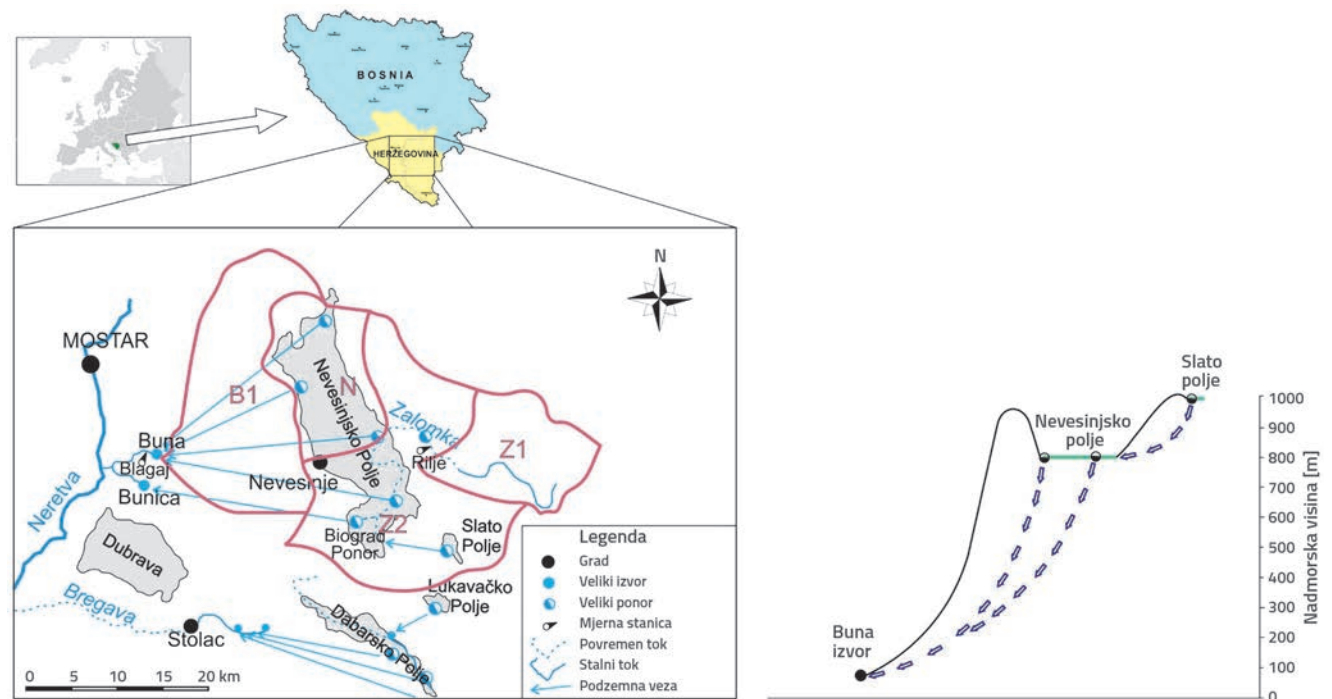 BOSNIA
HERZEGOVINA
N
MOSTAR
B1
N
Nevesinjsko Polje
Zalomka
Z1
Buna
Rilje
Blagaj
Nevesinje
Bunica
Neretva
Z2
Biograd
Ponor
Slato
Polje
Dubrava
Lukavačko
Polje
Bregava
Dabarsko Polje
Stolac
0 10 20 km
Legenda
Grad
Veliki izvor
Veliki ponor
Mjerna stanica
Povremen tok
Stalni tok
Podzemna veza
Slato
polje
Nevesinjsko
polje
Buna
izvor
1000
900
800
700
600
500
400
300
200
100
0
Nadmorska visina [m]